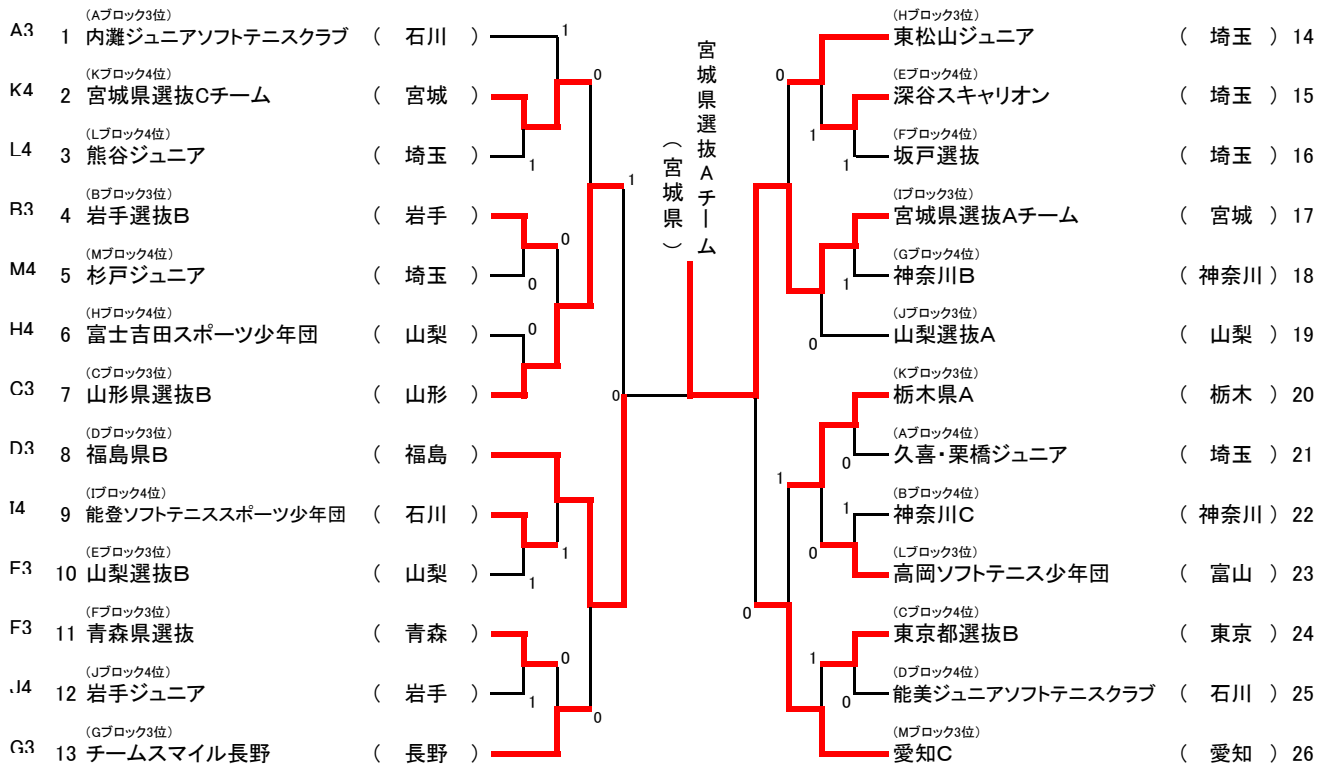 (Aブロック3位)
A3 1 内灘ジュニアソフトテニスクラブ ( 石川 )
1
(Kブロック4位)
K4 2 宮城県選抜Cチーム ( 宮城 )
0
(Lブロック4位)
L4 3 熊谷ジュニア ( 埼玉 )
1
(Bブロック3位)
B3 4 岩手選抜B ( 岩手 )
1
0
(Mブロック4位)
M4 5 杉戸ジュニア ( 埼玉 )
0
(Hブロック4位)
H4 6 富士吉田スポーツ少年団 ( 山梨 )
0
(Cブロック3位)
C3 7 山形県選抜B ( 山形 )
0
(Dブロック3位)
D3 8 福島県B ( 福島 )
(Iブロック4位)
I4 9 能登ソフトテニススポーツ少年団 ( 石川 )
1
(Eブロック3位)
E3 10 山梨選抜B ( 山梨 )
1
(Fブロック3位)
F3 11 青森県選抜 ( 青森 )
0
(Jブロック4位)
J4 12 岩手ジュニア ( 岩手 )
1
0
(Gブロック3位)
G3 13 チームスマイル長野 ( 長野 )
宮城県選抜Aチーム
(宮城県)
(Hブロック3位)
東松山ジュニア ( 埼玉 ) 14
0
(Eブロック4位)
深谷スキャリオン ( 埼玉 ) 15
1
(Fブロック4位)
坂戸選抜 ( 埼玉 ) 16
1
(Iブロック3位)
宮城県選抜Aチーム ( 宮城 ) 17
(Gブロック4位)
神奈川B ( 神奈川 ) 18
1
(Jブロック3位)
山梨選抜A ( 山梨 ) 19
0
(Kブロック3位)
栃木県A ( 栃木 ) 20
(Aブロック4位)
久喜・栗橋ジュニア ( 埼玉 ) 21
0
1
(Bブロック4位)
神奈川C ( 神奈川 ) 22
1
0
(Lブロック3位)
高岡ソフトテニス少年団 ( 富山 ) 23
0
(Cブロック4位)
東京都選抜B ( 東京 ) 24
1
(Dブロック4位)
能美ジュニアソフトテニスクラブ ( 石川 ) 25
0
(Mブロック3位)
愛知C ( 愛知 ) 26